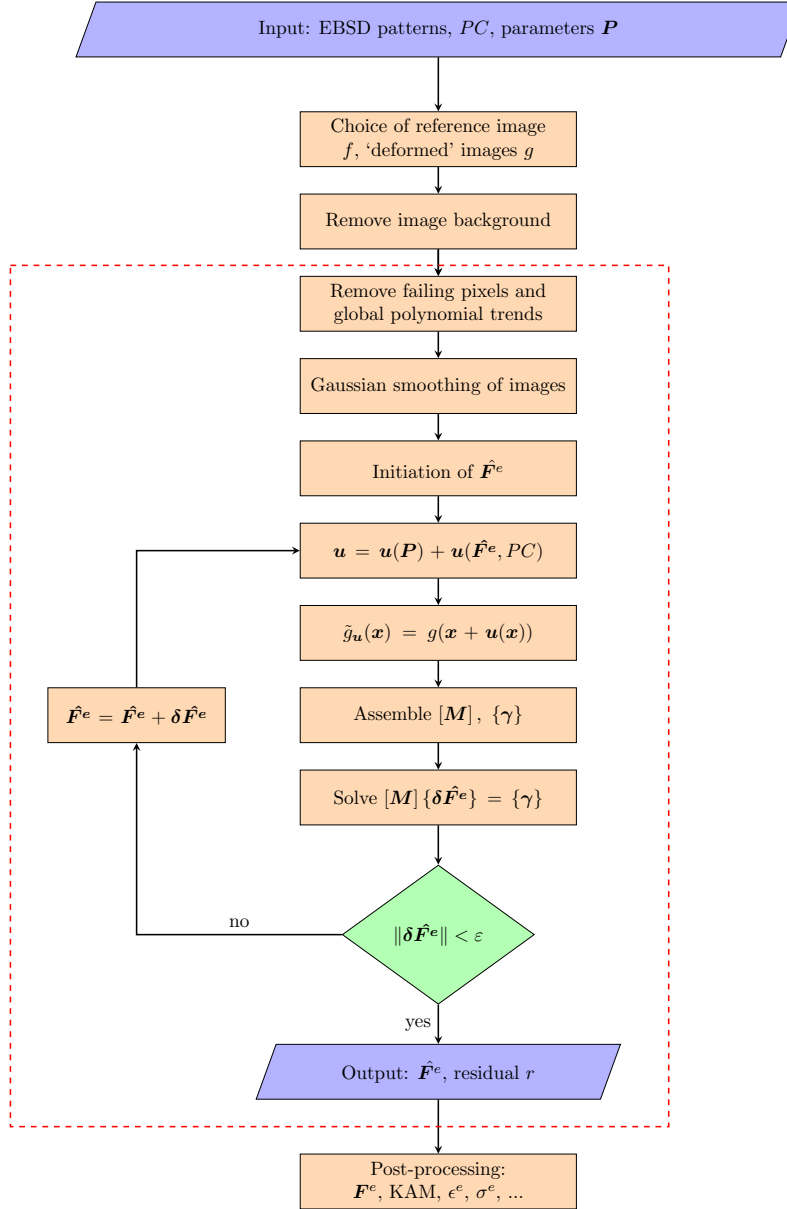 Input: EBSD patterns, PC, parameters P
Choice of reference image
f, ‘deformed’ images g
Remove image background
Remove failing pixels and
global polynomial trends
Gaussian smoothing of images
Initiation of F̂ᵉ
u = u(P) + u(F̂ᵉ, PC)
g̃ᵤ(x) = g(x + u(x))
F̂ᵉ = F̂ᵉ + δF̂ᵉ
Assemble [M], {γ}
Solve [M]{δF̂ᵉ} = {γ}
‖δF̂ᵉ‖ < ε
no
yes
Output: F̂ᵉ, residual r
Post-processing:
Fᵉ, KAM, ϵᵉ, σᵉ, ...